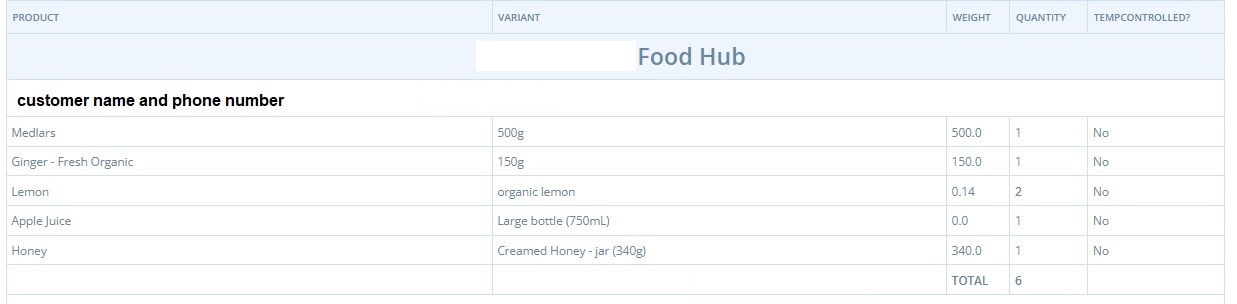 PRODUCT VARIANT WEIGHT QUANTITY TEMPCONTROLLED?
Food Hub
customer name and phone number
Medlars 500g 500.0 1 No
Ginger - Fresh Organic 150g 150.0 1 No
Lemon organic lemon 0.14 2 No
Apple Juice Large bottle (750mL) 0.0 1 No
Honey Creamed Honey - jar (340g) 340.0 1 No
TOTAL 6